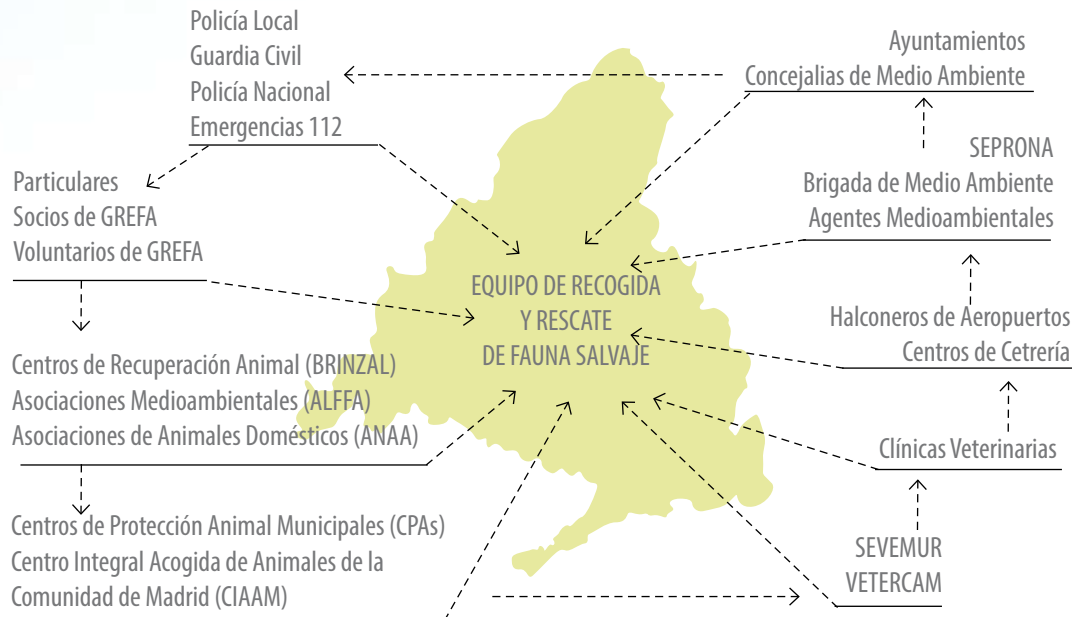 Policía Local
Guardia Civil
Policía Nacional
Emergencias 112
Ayuntamientos
Concejalias de Medio Ambiente
Particulares
Socios de GREFA
Voluntarios de GREFA
SEPRONA
Brigada de Medio Ambiente
Agentes Medioambientales
EQUIPO DE RECOGIDA
Y RESCATE
DE FAUNA SALVAJE
Halconeros de Aeropuertos
Centros de Cetrería
Centros de Recuperación Animal (BRINZAL)
Asociaciones Medioambientales (ALFFA)
Asociaciones de Animales Domésticos (ANAA)
Clínicas Veterinarias
Centros de Protección Animal Municipales (CPAs)
Centro Integral Acogida de Animales de la
Comunidad de Madrid (CIAAM)
SEVEMUR
VETERCAM